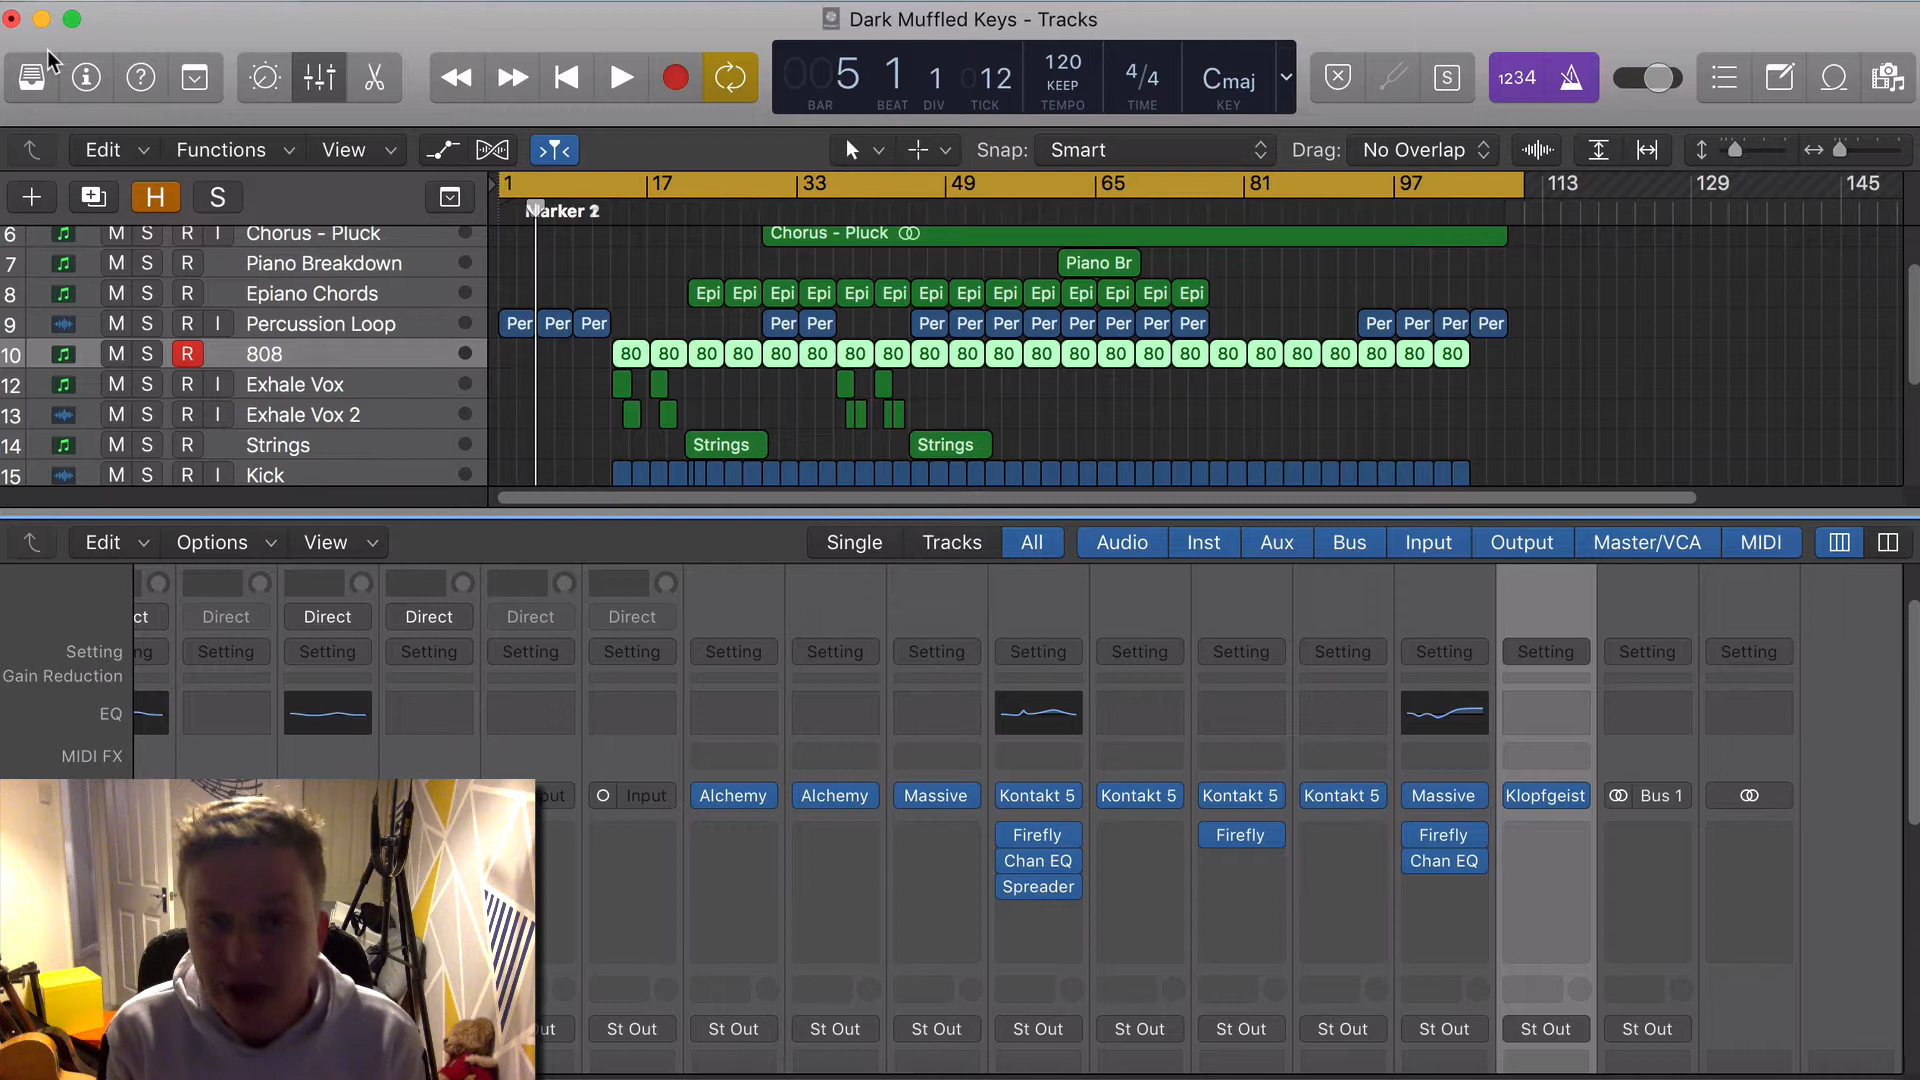 Dark Muffled Keys - Tracks
005 1 1 012 120 KEEP 4/4 Cmaj
BAR BEAT DIV TICK TEMPO TIME KEY
S 1234
Edit Functions View Snap: Smart Drag: No Overlap
H S 1 17 33 49 65 81 97 113 129 145
Marker 2
6 M S R I Chorus - Pluck Chorus - Pluck
7 M S R Piano Breakdown Piano Br
8 M S R Epiano Chords Epi Epi Epi Epi Epi Epi Epi Epi Epi Epi Epi Epi Epi Epi
9 M S R I Percussion Loop Per Per Per Per Per Per Per Per Per Per Per Per Per Per Per Per Per
10 M S R 808 80 80 80 80 80 80 80 80 80 80 80 80 80 80 80 80 80 80 80 80 80 80 80
12 M S R I Exhale Vox
13 M S R I Exhale Vox 2
14 M S R Strings Strings Strings
15 M S R I Kick
Edit Options View Single Tracks All Audio Inst Aux Bus Input Output Master/VCA MIDI
ct Direct Direct Direct Direct Direct
Setting ng Setting Setting Setting Setting Setting Setting Setting Setting Setting Setting Setting Setting Setting Setting Setting Setting
Gain Reduction
EQ
MIDI FX
put Input Alchemy Alchemy Massive Kontakt 5 Kontakt 5 Kontakt 5 Kontakt 5 Massive Klopfgeist Bus 1
Firefly Firefly Firefly
Chan EQ Chan EQ
Spreader
ut St Out St Out St Out St Out St Out St Out St Out St Out St Out St Out St Out